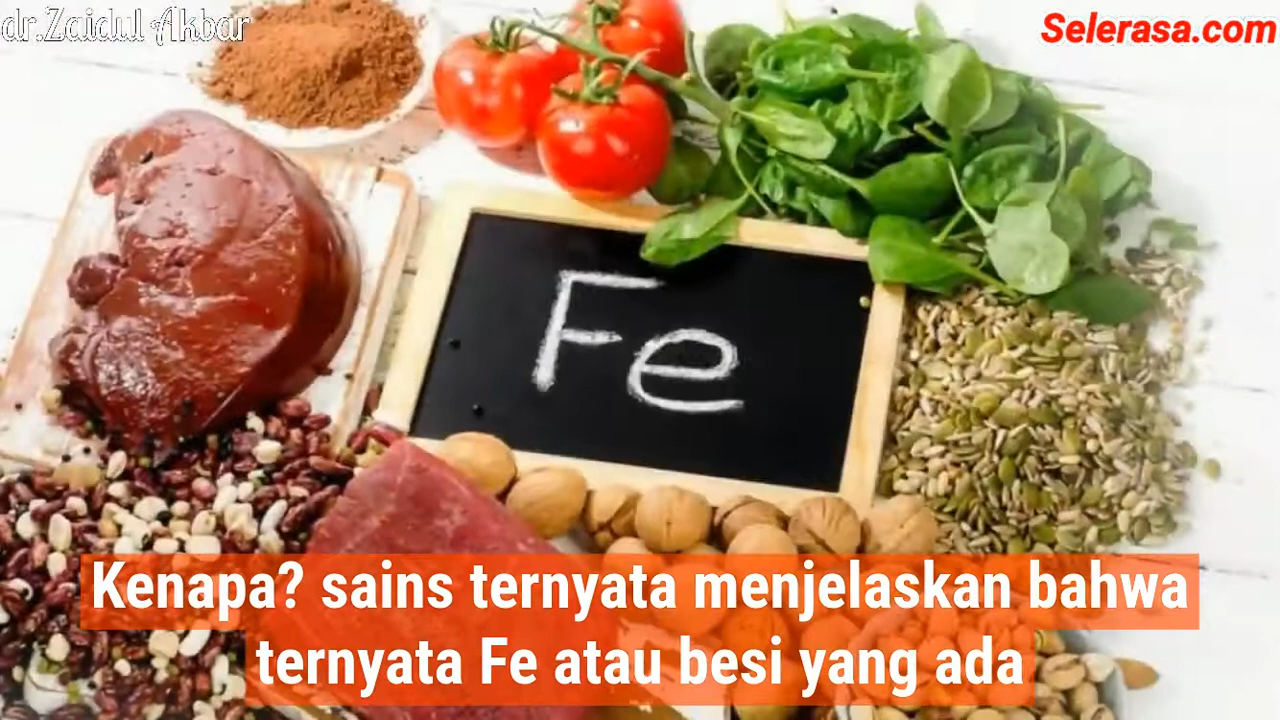 dr.Zaidul Akbar
Selerasa.com
Fe
Kenapa? sains ternyata menjelaskan bahwa
ternyata Fe atau besi yang ada